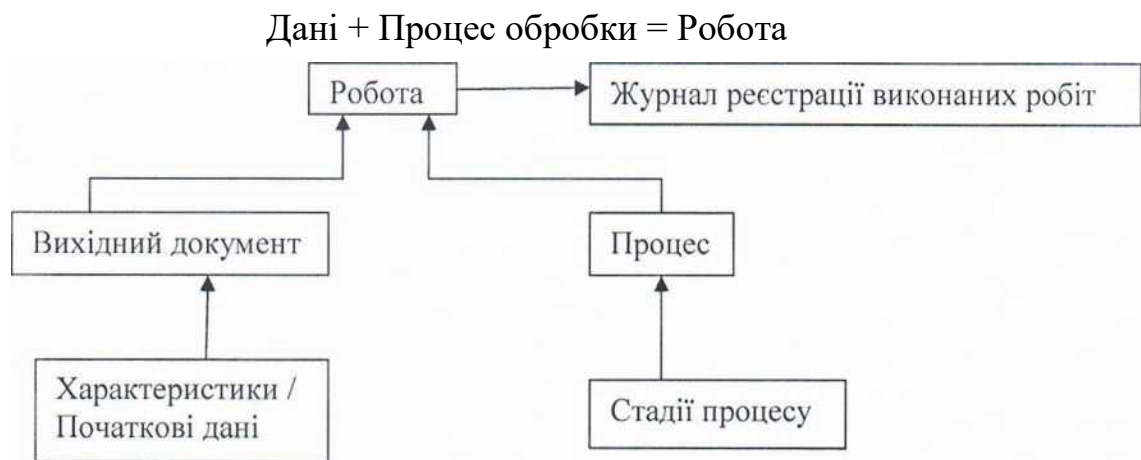 Дані + Процес обробки = Робота
Робота
Журнал реєстрації виконаних робіт
Вихідний документ
Процес
Характеристики /
Початкові дані
Стадії процесу